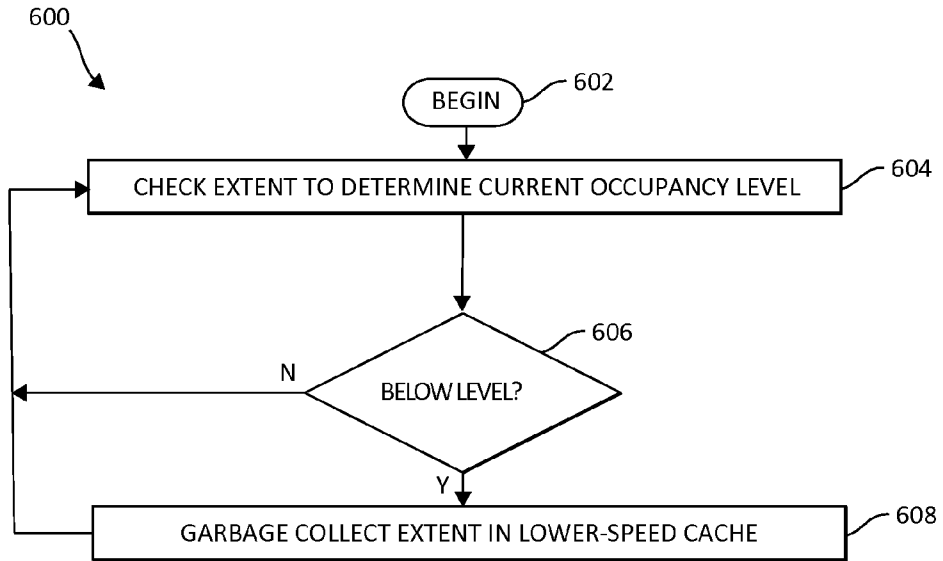 600
BEGIN
602
CHECK EXTENT TO DETERMINE CURRENT OCCUPANCY LEVEL
604
606
BELOW LEVEL?
N
Y
GARBAGE COLLECT EXTENT IN LOWER-SPEED CACHE
608